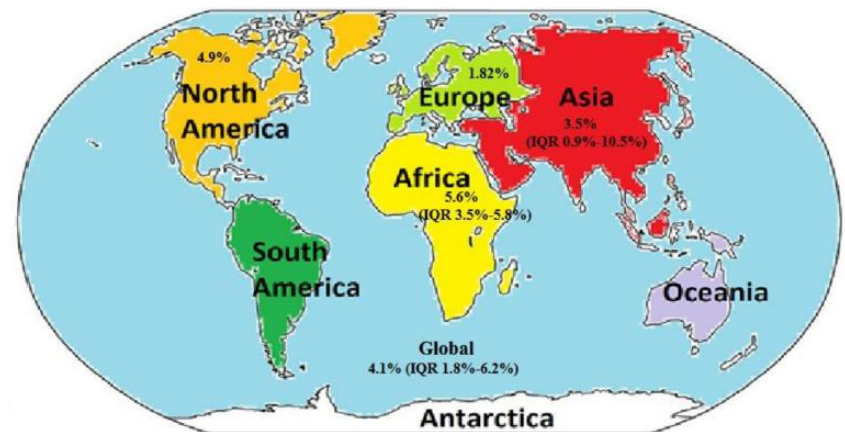 4.9%
North
America
1.82%
Europe
Asia
3.5%
(IQR 0.9%-10.5%)
Africa
5.6%
(IQR 3.5%-5.8%)
South
America
Oceania
Global
4.1% (IQR 1.8%-6.2%)
Antarctica